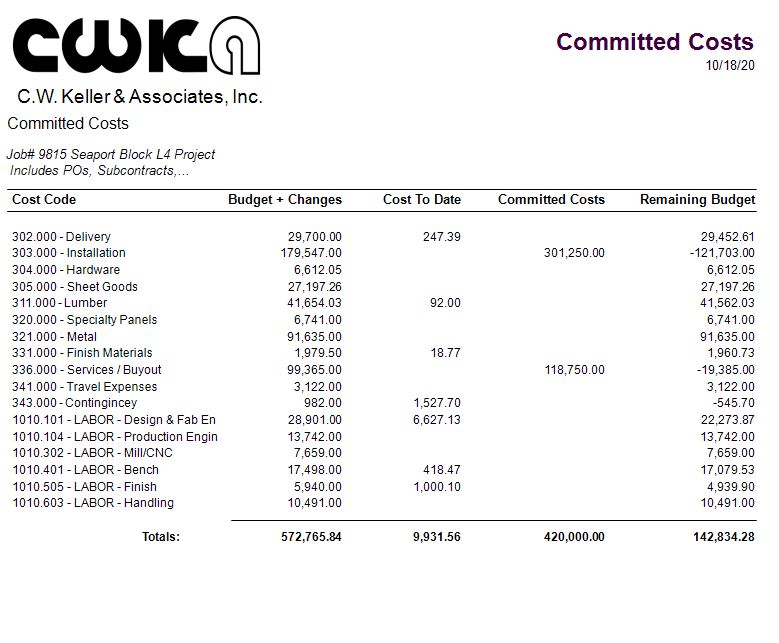 CWKA
Committed Costs
10/18/20
C.W. Keller & Associates, Inc.
Committed Costs
Job# 9815 Seaport Block L4 Project
Includes POs, Subcontracts,...
Cost Code Budget + Changes Cost To Date Committed Costs Remaining Budget
302.000 - Delivery 29,700.00 247.39 29,452.61
303.000 - Installation 179,547.00 301,250.00 -121,703.00
304.000 - Hardware 6,612.05 6,612.05
305.000 - Sheet Goods 27,197.26 27,197.26
311.000 - Lumber 41,654.03 92.00 41,562.03
320.000 - Specialty Panels 6,741.00 6,741.00
321.000 - Metal 91,635.00 91,635.00
331.000 - Finish Materials 1,979.50 18.77 1,960.73
336.000 - Services / Buyout 99,365.00 118,750.00 -19,385.00
341.000 - Travel Expenses 3,122.00 3,122.00
343.000 - Contingincey 982.00 1,527.70 -545.70
1010.101 - LABOR - Design & Fab En 28,901.00 6,627.13 22,273.87
1010.104 - LABOR - Production Engin 13,742.00 13,742.00
1010.302 - LABOR - Mill/CNC 7,659.00 7,659.00
1010.401 - LABOR - Bench 17,498.00 418.47 17,079.53
1010.505 - LABOR - Finish 5,940.00 1,000.10 4,939.90
1010.603 - LABOR - Handling 10,491.00 10,491.00
Totals: 572,765.84 9,931.56 420,000.00 142,834.28